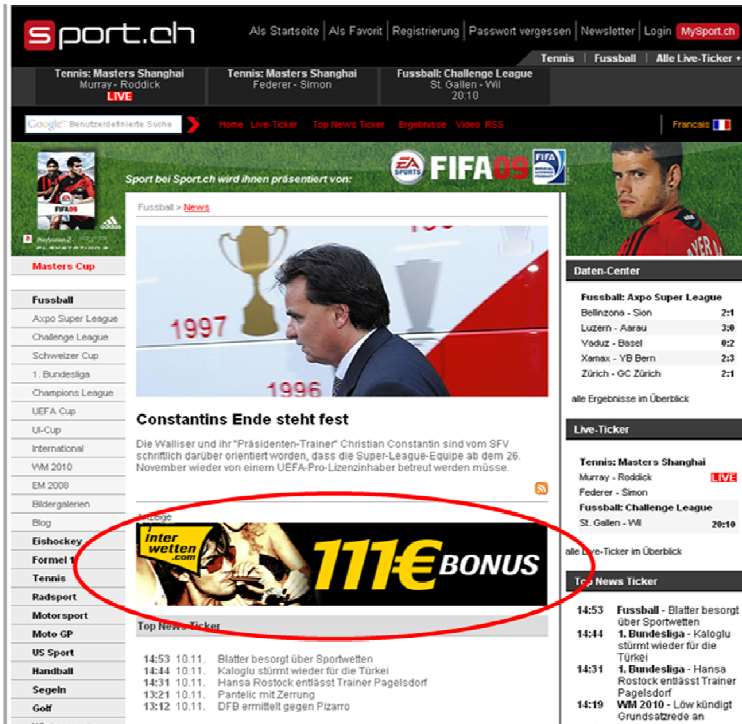 sport.ch
Als Startseite | Als Favorit | Registrierung | Passwort vergessen | Newsletter | Login MySport.ch
Tennis | Fussball | Alle Live-Ticker
Tennis: Masters Shanghai
Murray - Roddick
LIVE
Tennis: Masters Shanghai
Federer - Simon
Fussball: Challenge League
St. Gallen - Wil
20:10
Google Benutzerdefinierte Suche
Home Live-Ticker Top News Ticker Ergebnisse Video RSS
Francais
Sport bei Sport.ch wird ihnen präsentiert von:
EA SPORTS FIFA 09 FIFA
FIFA 09
adidas
Masters Cup
Fussball
Axpo Super League
Challenge League
Schweizer Cup
1. Bundesliga
Champions League
UEFA Cup
UI-Cup
International
WM 2010
EM 2008
Bildergalerien
Blog
Eishockey
Formel 1
Tennis
Radsport
Motorsport
Moto GP
US Sport
Handball
Segeln
Golf
Fussball > News
1997
1996
Constantins Ende steht fest
Die Walliser und ihr "Präsidenten-Trainer" Christian Constantin sind vom SFV
schriftlich darüber orientiert worden, dass die Super-League-Equipe ab dem 26.
November wieder von einem UEFA-Pro-Lizenzinhaber betreut werden müsse.
Anzeige
inter
wetten
.com
111€ BONUS
Top News Ticker
14:53 10.11. Blatter besorgt über Sportwetten
14:44 10.11. Kaloglu stürmt wieder für die Türkei
14:31 10.11. Hansa Rostock entlässt Trainer Pagelsdorf
13:21 10.11. Pantelic mit Zerrung
13:12 10.11. DFB ermittelt gegen Pizarro
Daten-Center
Fussball: Axpo Super League
Bellinzona - Sion 2:1
Luzern - Aarau 3:0
Vaduz - Basel 0:2
Xamax - YB Bern 2:3
Zürich - GC Zürich 2:1
alle Ergebnisse im Überblick
Live-Ticker
Tennis: Masters Shanghai
Murray - Roddick LIVE
Federer - Simon
Fussball: Challenge League
St. Gallen - Wil 20:10
alle Live-Ticker im Überblick
Top News Ticker
14:53 Fussball - Blatter besorgt
über Sportwetten
14:44 1. Bundesliga - Kaloglu
stürmt wieder für die
Türkei
14:31 1. Bundesliga - Hansa
Rostock entlässt Trainer
Pagelsdorf
14:19 WM 2010 - Löw kündigt
Grundsatzrede an